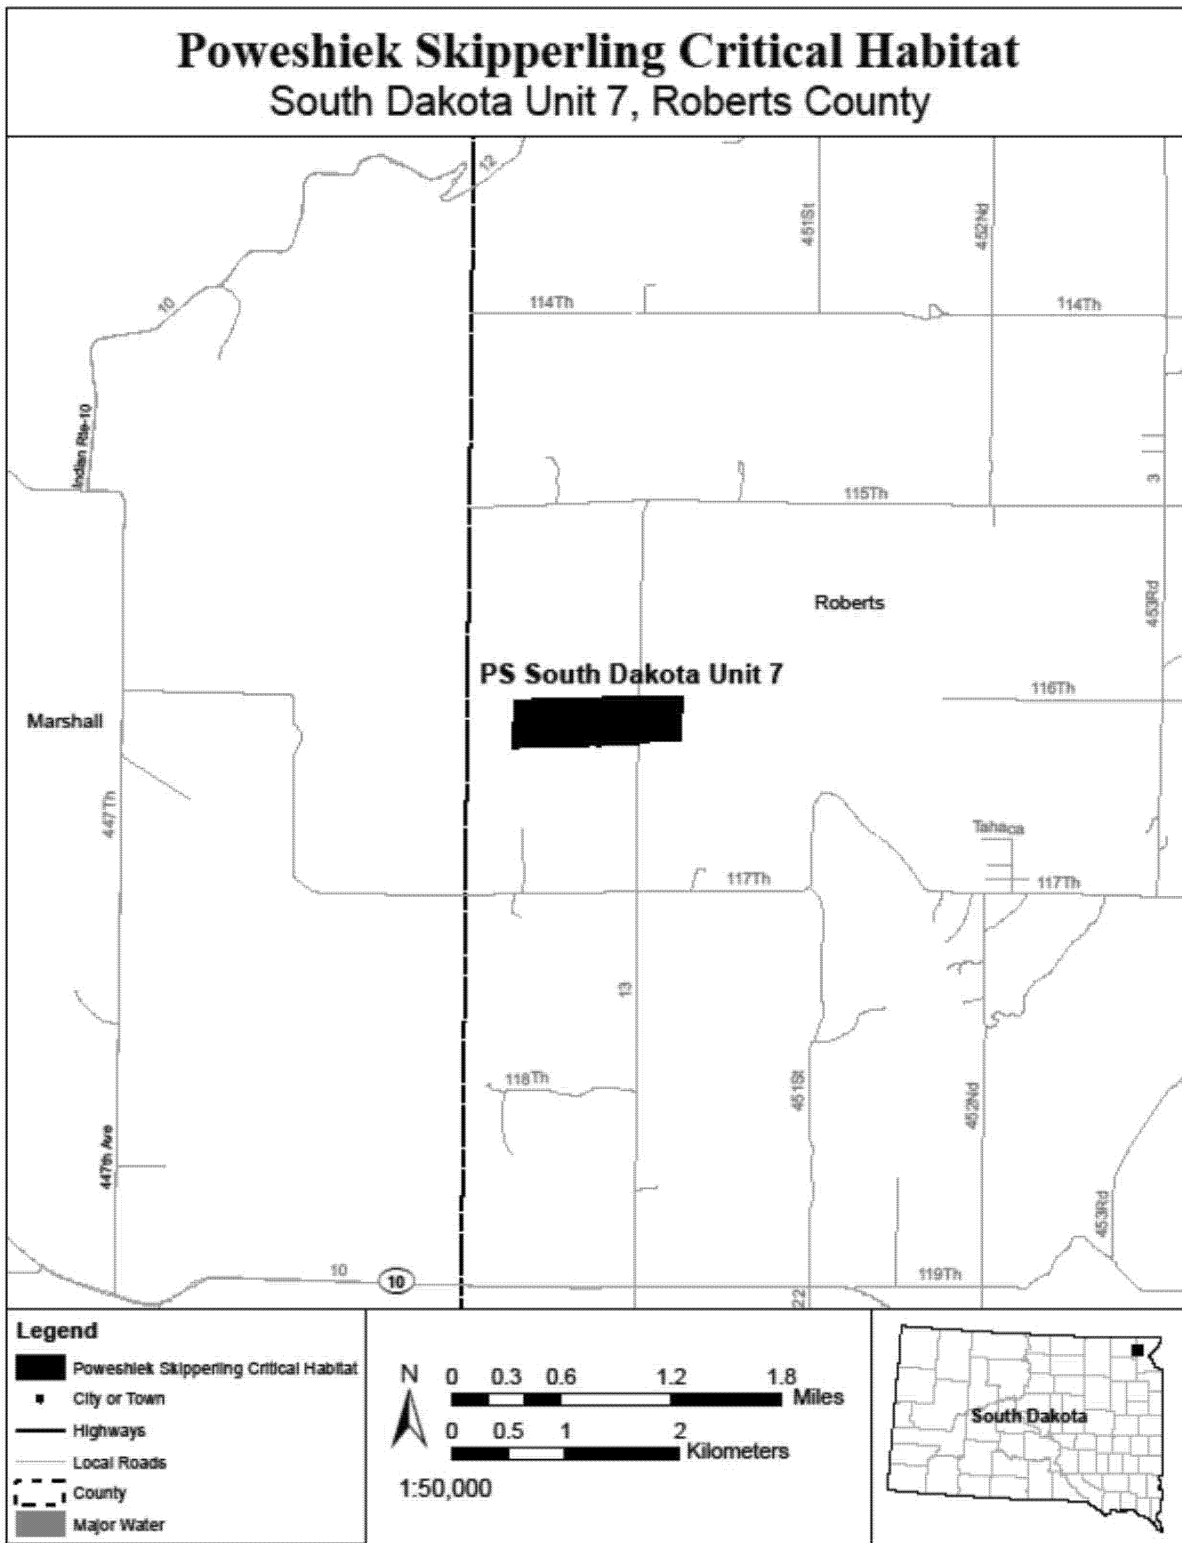 Poweshiek Skipperling Critical Habitat
South Dakota Unit 7, Roberts County
12
451St
452Nd
10
114Th
114Th
Indian Rte-10
115Th
3
453Rd
Roberts
PS South Dakota Unit 7
116Th
Marshall
447Th
Tahaca
117Th
117Th
13
118Th
451St
452Nd
447th Ave
453Rd
10
10
119Th
22
Legend
Poweshiek Skipperling Critical Habitat
City or Town
Highways
Local Roads
County
Major Water
N
0 0.3 0.6 1.2 1.8
Miles
0 0.5 1 2
Kilometers
1:50,000
South Dakota